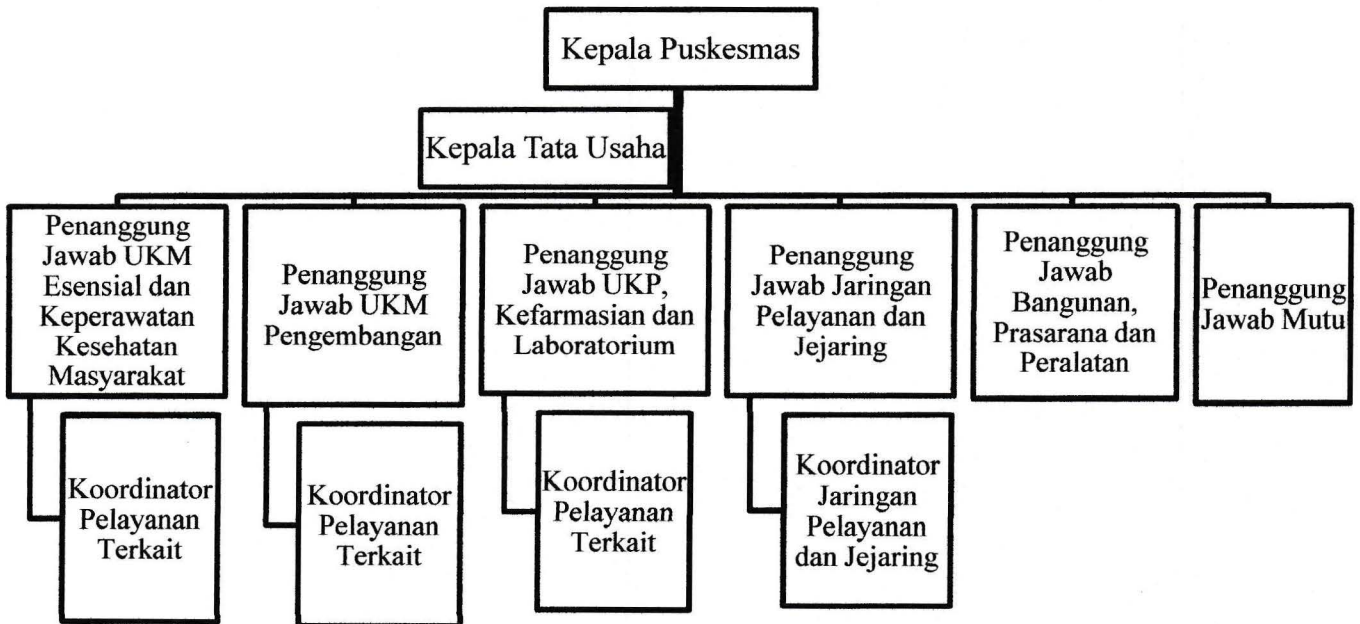 Kepala Puskesmas
Kepala Tata Usaha
Penanggung
Jawab UKM
Esensial dan
Keperawatan
Kesehatan
Masyarakat
Penanggung
Jawab UKM
Pengembangan
Penanggung
Jawab UKP,
Kefarmasian dan
Laboratorium
Penanggung
Jawab Jaringan
Pelayanan dan
Jejaring
Penanggung
Jawab
Bangunan,
Prasarana dan
Peralatan
Penanggung
Jawab Mutu
Koordinator
Pelayanan
Terkait
Koordinator
Pelayanan
Terkait
Koordinator
Pelayanan
Terkait
Koordinator
Jaringan
Pelayanan
dan Jejaring